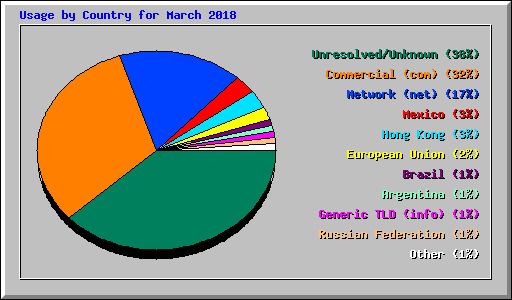 Usage by Country for March 2018
Unresolved/Unknown (38%)
Commercial (com) (32%)
Network (net) (17%)
Mexico (3%)
Hong Kong (3%)
European Union (2%)
Brazil (1%)
Argentina (1%)
Generic TLD (info) (1%)
Russian Federation (1%)
Other (1%)